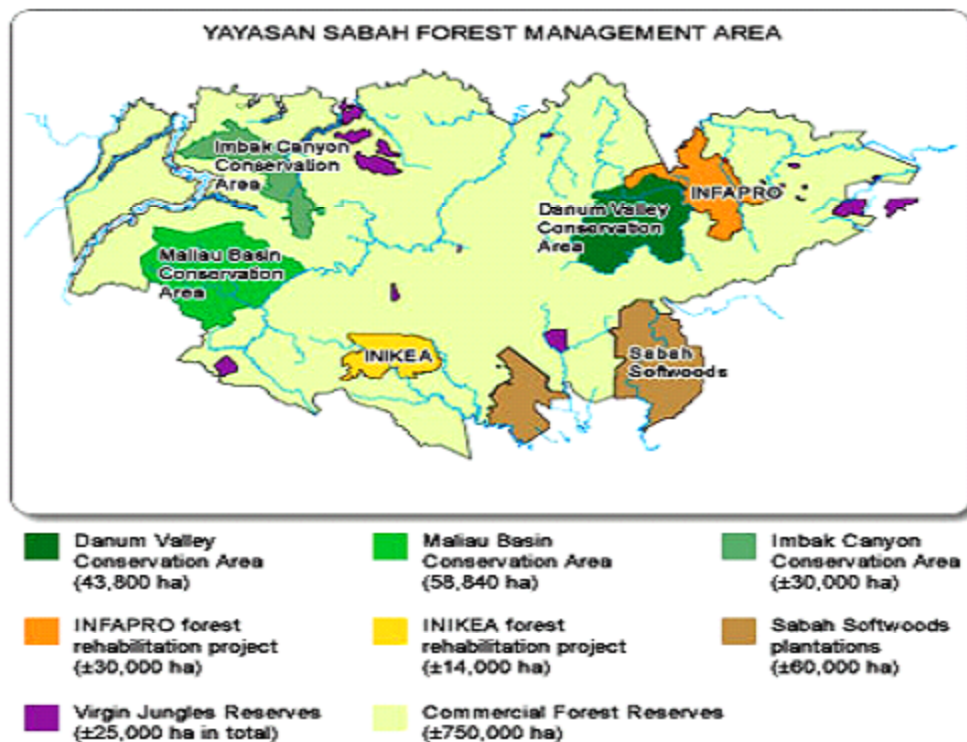 YAYASAN SABAH FOREST MANAGEMENT AREA
Imbak Canyon
Conservation
Area
INFAPRO
Danum Valley
Conservation
Area
Maliau Basin
Conservation
Area
INIKEA
Sabah
Softwoods
Danum Valley
Conservation Area
(43,800 ha)
Maliau Basin
Conservation Area
(58,840 ha)
Imbak Canyon
Conservation Area
(±30,000 ha)
INFAPRO forest
rehabilitation project
(±30,000 ha)
INIKEA forest
rehabilitation project
(±14,000 ha)
Sabah Softwoods
plantations
(±60,000 ha)
Virgin Jungles Reserves
(±25,000 ha in total)
Commercial Forest Reserves
(±750,000 ha)